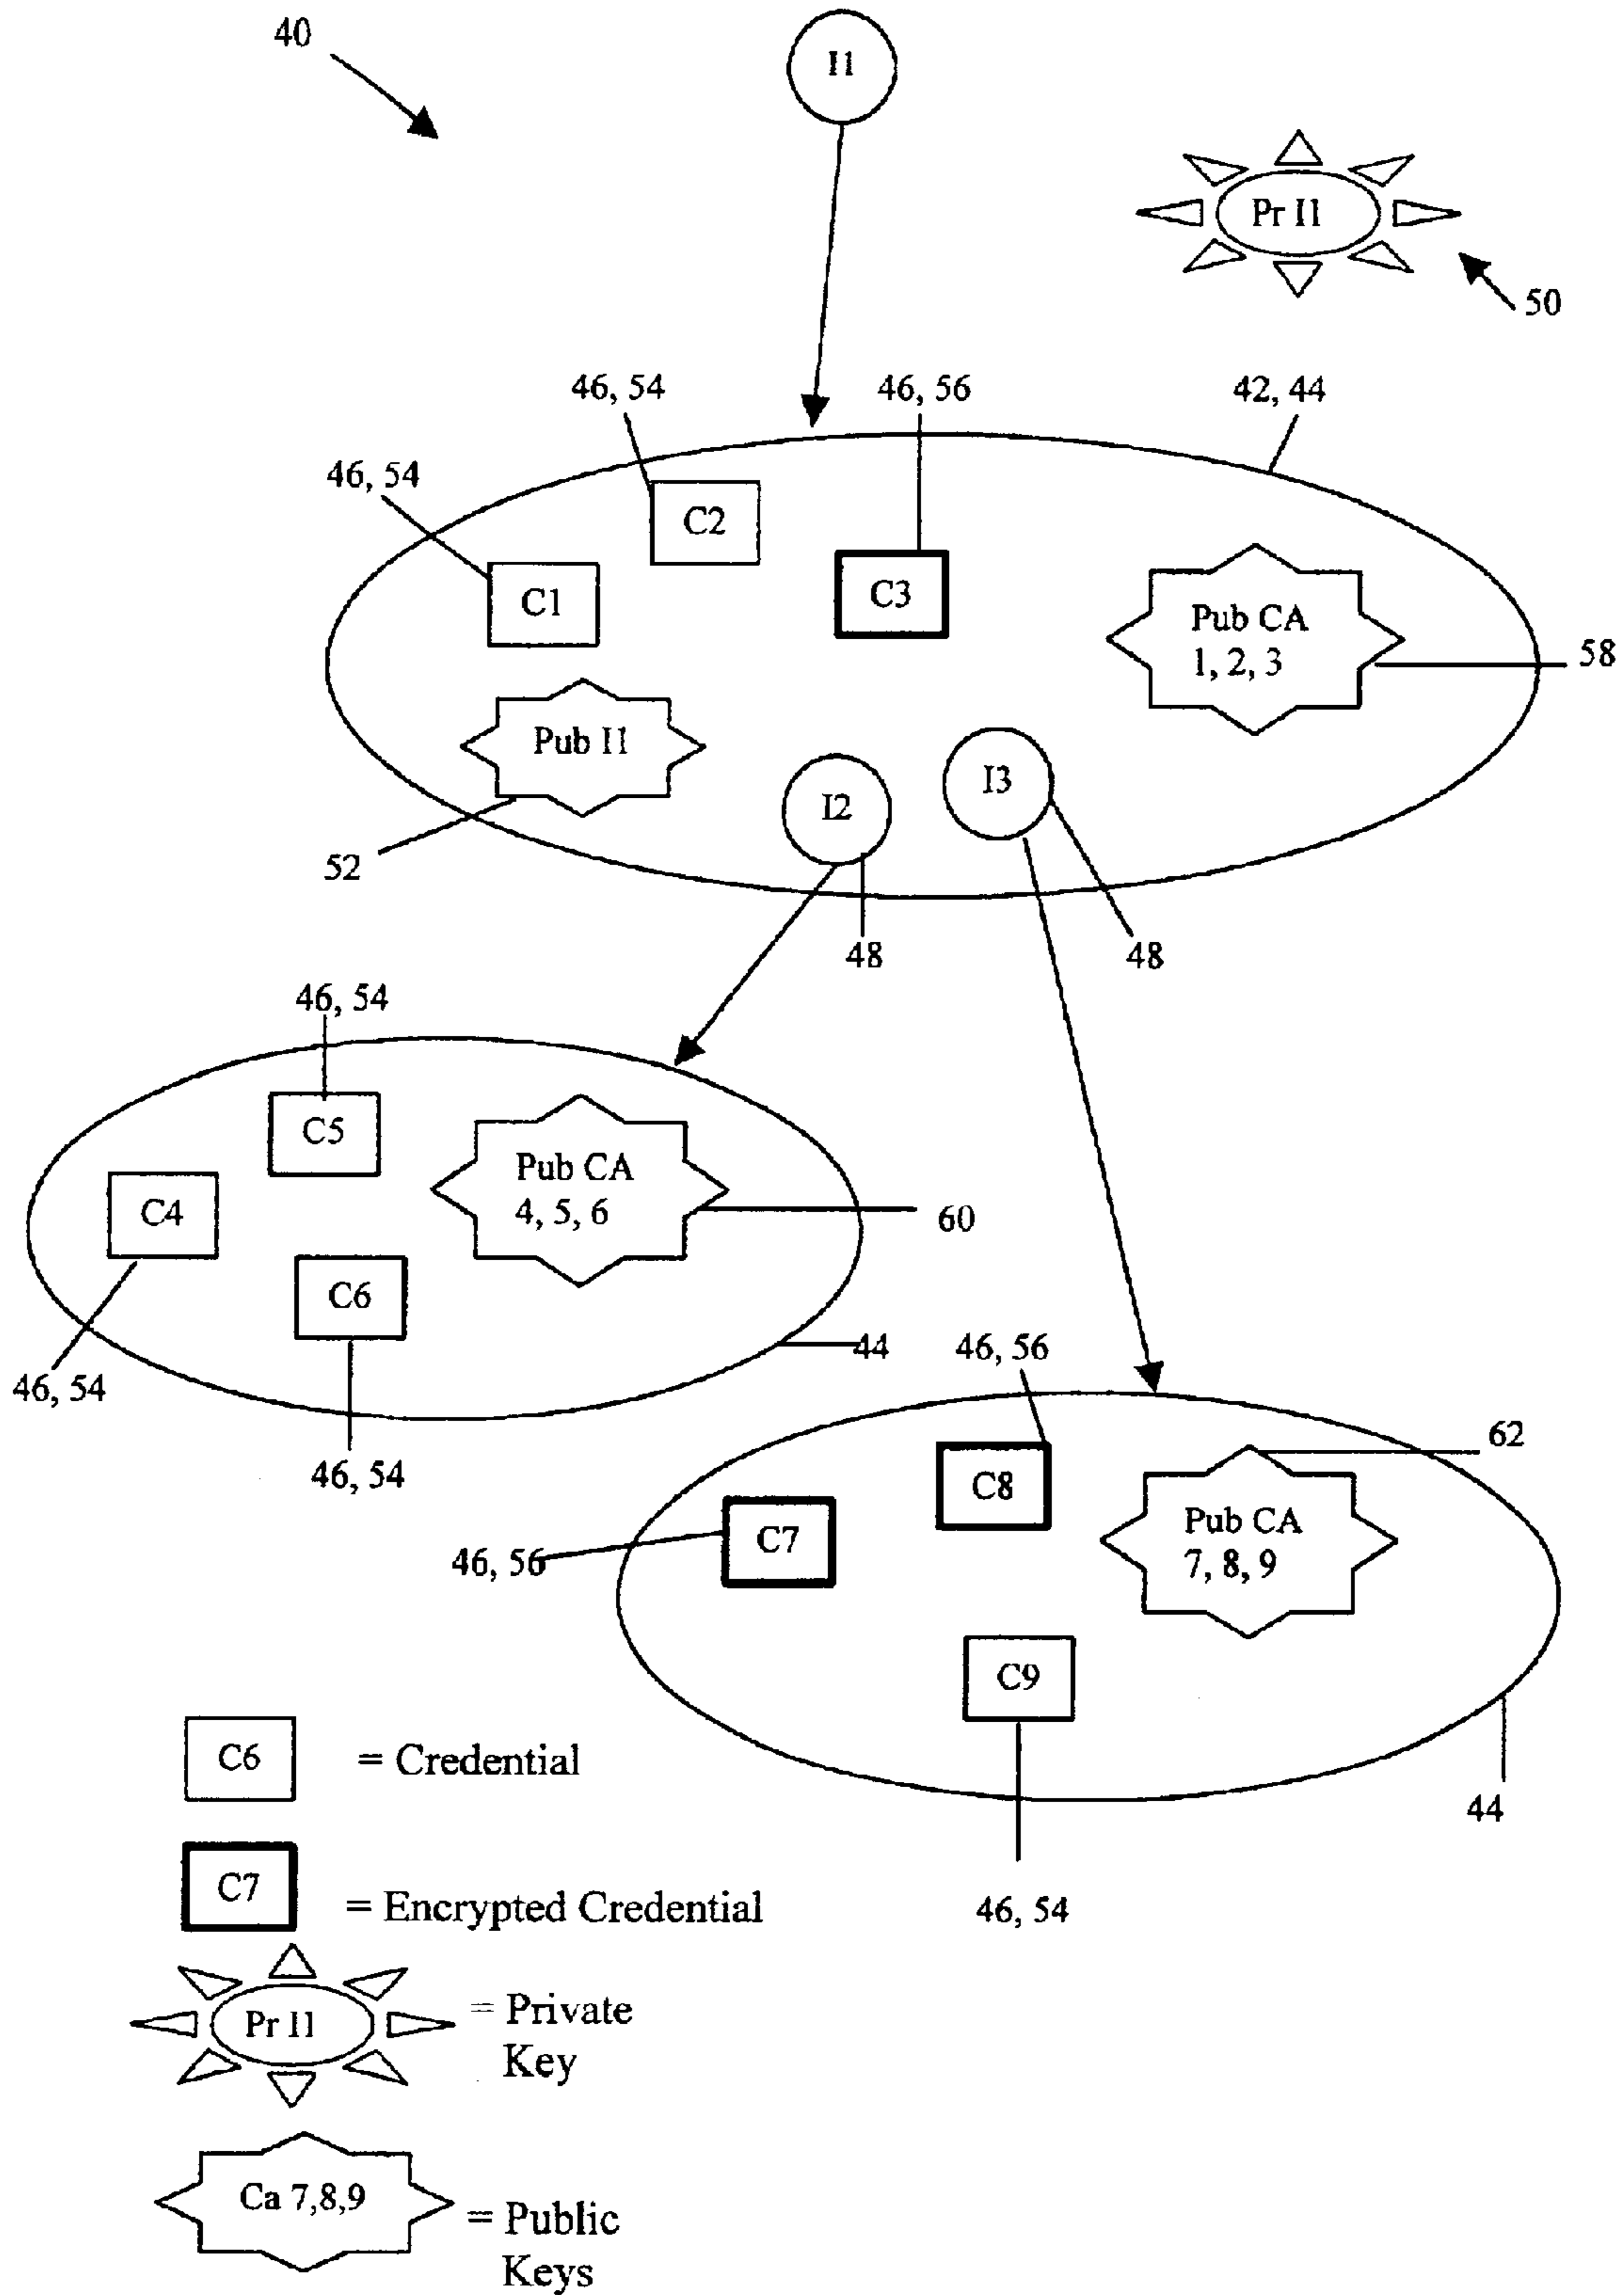 40
I1
Pr I1
50
46, 54
46, 56
42, 44
46, 54
C2
C1
C3
Pub CA
1, 2, 3
58
Pub I1
I2
I3
52
48
48
46, 54
C5
Pub CA
4, 5, 6
C4
60
C6
44
46, 56
46, 54
46, 54
62
C8
Pub CA
7, 8, 9
C7
46, 56
C9
C6
= Credential
44
C7
= Encrypted Credential
46, 54
Pr I1
= Private
Key
Ca 7,8,9
= Public
Keys